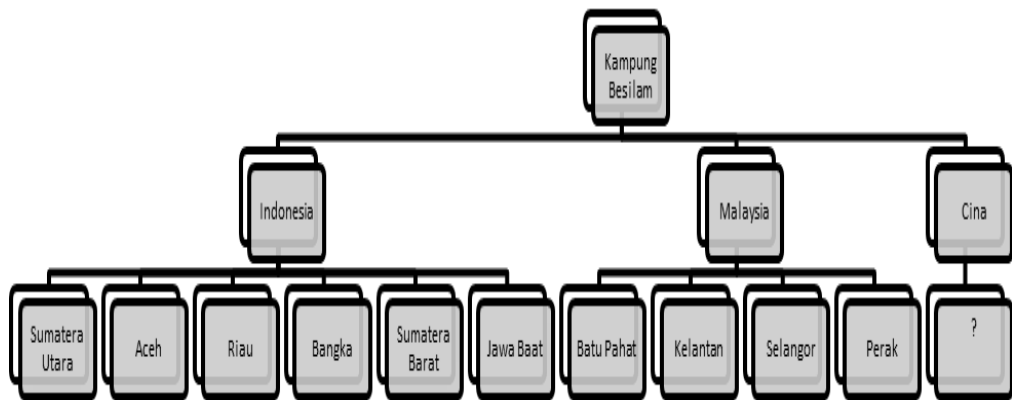 Kampung
Besilam
Indonesia
Malaysia
Cina
Sumatera
Utara
Aceh
Riau
Bangka
Sumatera
Barat
Jawa Baat
Batu Pahat
Kelantan
Selangor
Perak
?